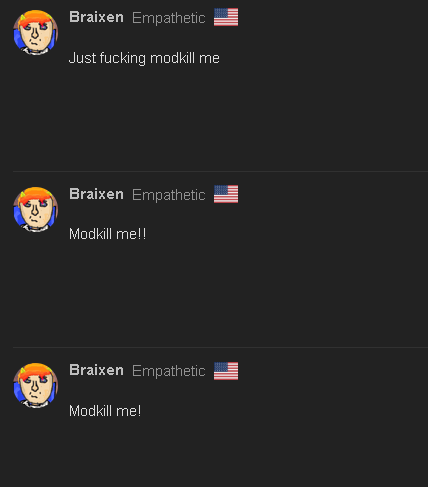 Braixen Empathetic
Just fucking modkill me
Braixen Empathetic
Modkill me!!
Braixen Empathetic
Modkill me!